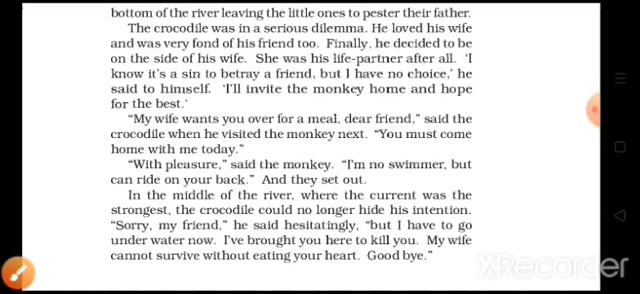 bottom of the river leaving the little ones to pester their father.
The crocodile was in a serious dilemma. He loved his wife
and was very fond of his friend too. Finally, he decided to be
on the side of his wife. She was his life-partner after all. ‘I
know it’s a sin to betray a friend, but I have no choice,’ he
said to himself. ‘I’ll invite the monkey home and hope
for the best.’
“My wife wants you over for a meal, dear friend,” said the
crocodile when he visited the monkey next. “You must come
home with me today.”
“With pleasure,” said the monkey. “I’m no swimmer, but
can ride on your back.” And they set out.
In the middle of the river, where the current was the
strongest, the crocodile could no longer hide his intention.
“Sorry, my friend,” he said hesitatingly, “but I have to go
under water now. I’ve brought you here to kill you. My wife
cannot survive without eating your heart. Good bye.”
XRecorder